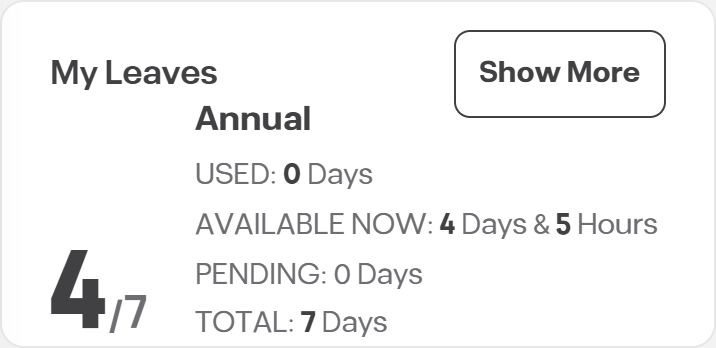 My Leaves
Show More
Annual
USED: 0 Days
AVAILABLE NOW: 4 Days & 5 Hours
PENDING: 0 Days
4/7
TOTAL: 7 Days